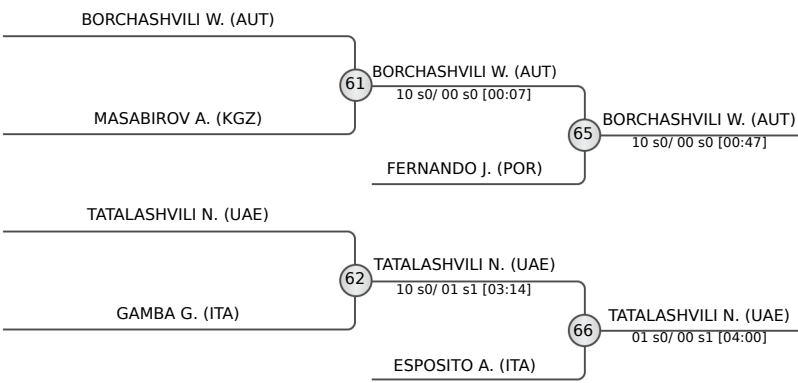 BORCHASHVILI W. (AUT)
61
BORCHASHVILI W. (AUT)
10 s0/ 00 s0 [00:07]
MASABIROV A. (KGZ)
65
BORCHASHVILI W. (AUT)
10 s0/ 00 s0 [00:47]
FERNANDO J. (POR)
TATALASHVILI N. (UAE)
62
TATALASHVILI N. (UAE)
10 s0/ 01 s1 [03:14]
GAMBA G. (ITA)
66
TATALASHVILI N. (UAE)
01 s0/ 00 s1 [04:00]
ESPOSITO A. (ITA)